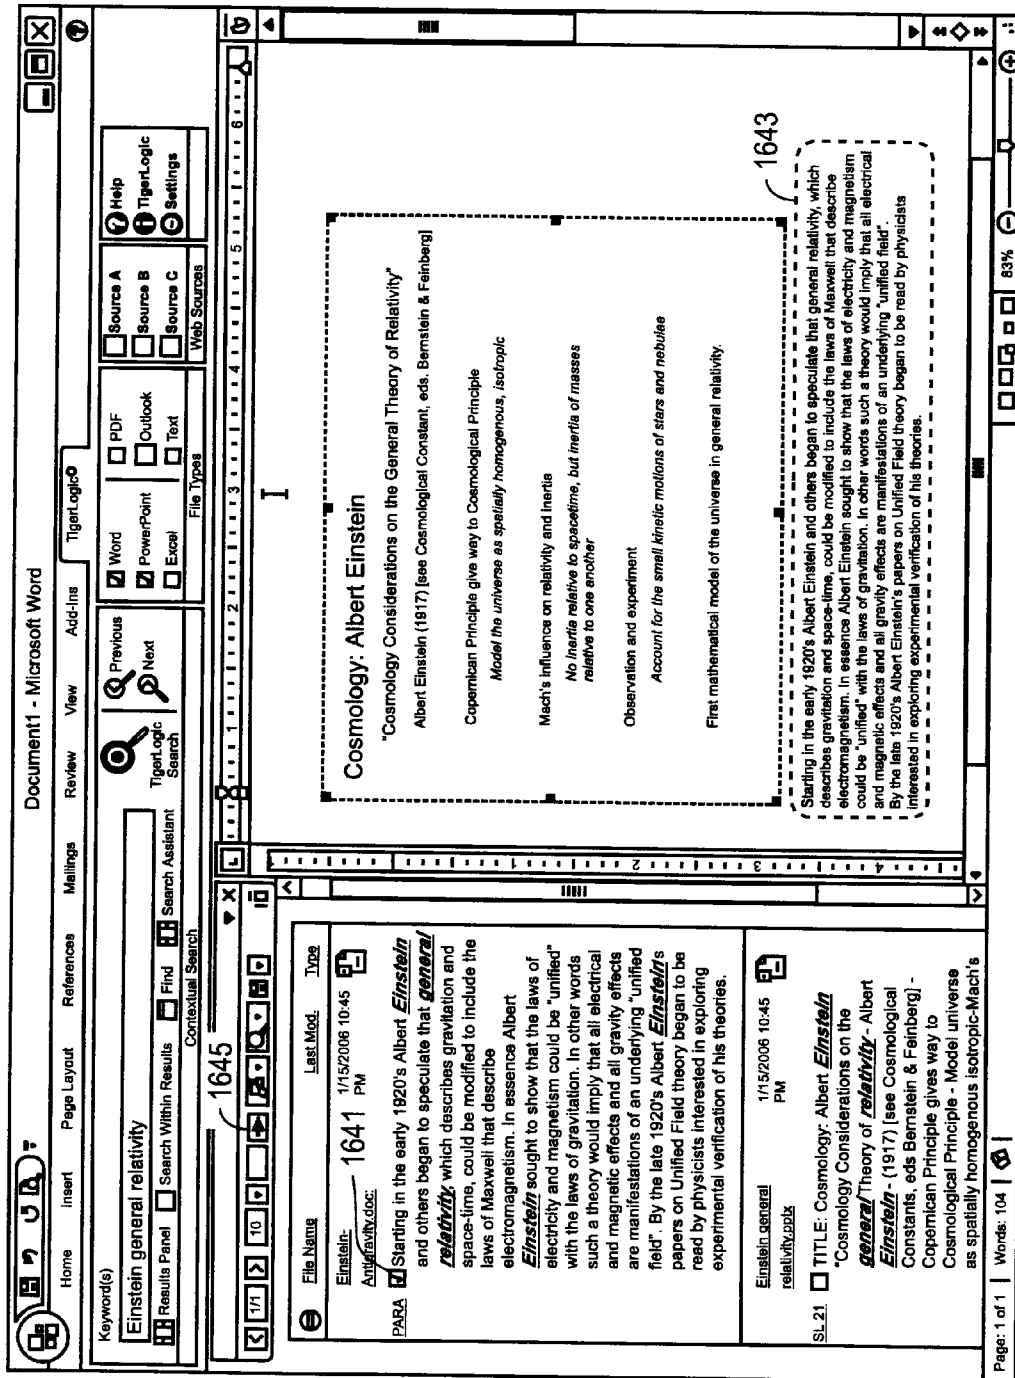 Document1 - Microsoft Word
Home Insert Page Layout References Mailings Review View Add-Ins TigerLogic
Keyword(s)
Einstein general relativity
Results Panel Search Within Results Find Search Assistant
Contextual Search
TigerLogic
Search
Previous
Next
Word
PowerPoint
Excel
PDF
Outlook
Text
File Types
Source A
Source B
Source C
Web Sources
Help
TigerLogic
Settings
1645
1/1 10
File Name Last Mod. Type
Einstein-
Antigravity.doc:
1641
1/15/2006 10:45
PM
PARA Starting in the early 1920's Albert Einstein
and others began to speculate that general
relativity, which describes gravitation and
space-time, could be modified to include the
laws of Maxwell that describe
electromagnetism. In essence Albert
Einstein sought to show that the laws of
electricity and magnetism could be "unified"
with the laws of gravitation. In other words
such a theory would imply that all electrical
and magnetic effects and all gravity effects
are manifestations of an underlying "unified
field". By the late 1920's Albert Einstein's
papers on Unified Field theory began to be
read by physicists interested in exploring
experimental verification of his theories.
Einstein general
relativity.pptx
1/15/2006 10:45
PM
SL 21 TITLE: Cosmology: Albert Einstein
"Cosmology Considerations on the
general Theory of relativity - Albert
Einstein - (1917) [see Cosmological
Constants, eds Bernstein & Feinberg] -
Copernican Principle gives way to
Cosmological Principle - Model universe
as spatially homogenous isotropic-Mach's
L 1 2 3 4 5 6
1 2 3 4
Cosmology: Albert Einstein
"Cosmology Considerations on the General Theory of Relativity"
Albert Einstein (1917) [see Cosmological Constant, eds. Bernstein & Feinberg]
Copernican Principle give way to Cosmological Principle
Model the universe as spatially homogenous, isotropic
Mach's influence on relativity and inertia
No inertia relative to spacetime, but inertia of masses
relative to one another
Observation and experiment
Account for the small kinetic motions of stars and nebulae
First mathematical model of the universe in general relativity.
1643
Starting in the early 1920's Albert Einstein and others began to speculate that general relativity, which
describes gravitation and space-time, could be modified to include the laws of Maxwell that describe
electromagnetism. In essence Albert Einstein sought to show that the laws of electricity and magnetism
could be "unified" with the laws of gravitation. In other words such a theory would imply that all electrical
and magnetic effects and all gravity effects are manifestations of an underlying "unified field".
By the late 1920's Albert Einstein's papers on Unified Field theory began to be read by physicists
interested in exploring experimental verification of his theories.
Page: 1 of 1 Words: 104 83%